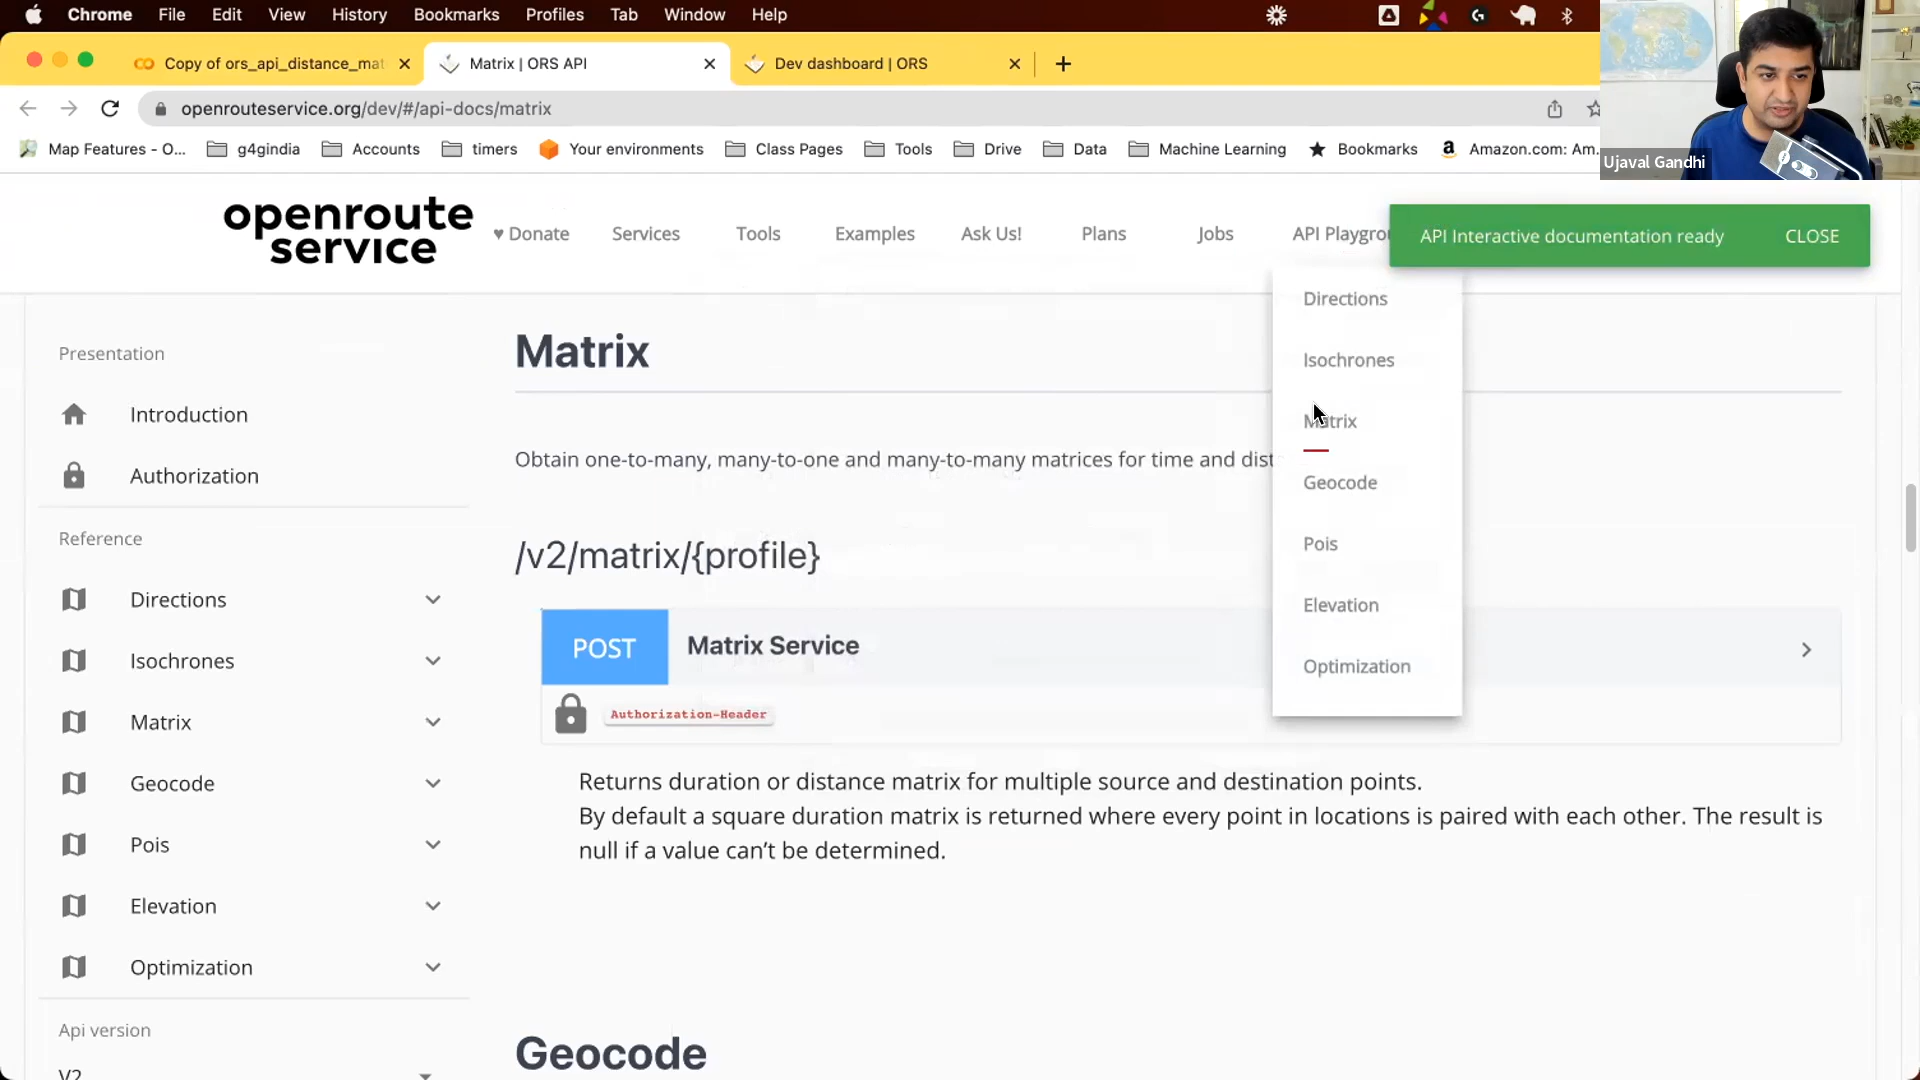 Chrome File Edit View History Bookmarks Profiles Tab Window Help
Copy of ors_api_distance_mat
Matrix | ORS API
Dev dashboard | ORS
openrouteservice.org/dev/#/api-docs/matrix
Map Features - O...
g4gindia
Accounts
timers
Your environments
Class Pages
Tools
Drive
Data
Machine Learning
Bookmarks
Amazon.com: Am...
Ujaval Gandhi
openroute
service
♥ Donate
Services
Tools
Examples
Ask Us!
Plans
Jobs
API Playgro
API Interactive documentation ready
CLOSE
Directions
Isochrones
Matrix
Geocode
Pois
Elevation
Optimization
Presentation
Introduction
Authorization
Reference
Directions
Isochrones
Matrix
Geocode
Pois
Elevation
Optimization
Api version
V2
Matrix
Obtain one-to-many, many-to-one and many-to-many matrices for time and dist
/v2/matrix/{profile}
POST
Matrix Service
Authorization-Header
Returns duration or distance matrix for multiple source and destination points.
By default a square duration matrix is returned where every point in locations is paired with each other. The result is
null if a value can't be determined.
Geocode